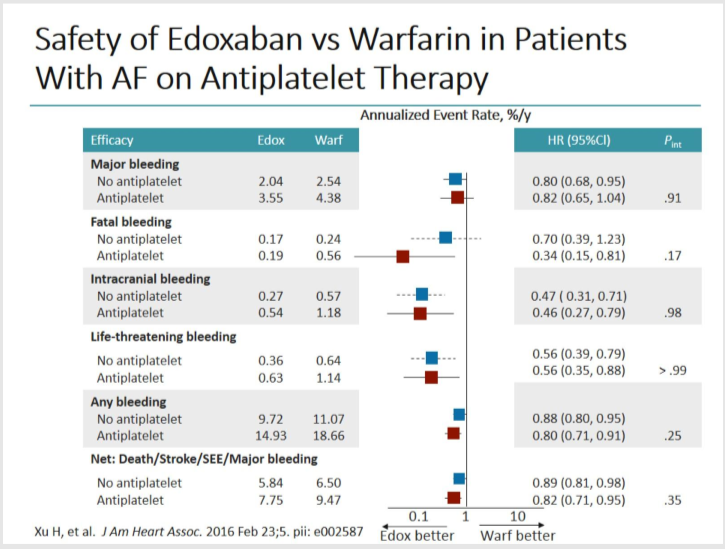 Safety of Edoxaban vs Warfarin in Patients
With AF on Antiplatelet Therapy
Annualized Event Rate, %/y
Efficacy Edox Warf HR (95%CI) Pint
Major bleeding
No antiplatelet 2.04 2.54 0.80 (0.68, 0.95)
Antiplatelet 3.55 4.38 0.82 (0.65, 1.04) .91
Fatal bleeding
No antiplatelet 0.17 0.24 0.70 (0.39, 1.23)
Antiplatelet 0.19 0.56 0.34 (0.15, 0.81) .17
Intracranial bleeding
No antiplatelet 0.27 0.57 0.47 ( 0.31, 0.71)
Antiplatelet 0.54 1.18 0.46 (0.27, 0.79) .98
Life-threatening bleeding
No antiplatelet 0.36 0.64 0.56 (0.39, 0.79)
Antiplatelet 0.63 1.14 0.56 (0.35, 0.88) > .99
Any bleeding
No antiplatelet 9.72 11.07 0.88 (0.80, 0.95)
Antiplatelet 14.93 18.66 0.80 (0.71, 0.91) .25
Net: Death/Stroke/SEE/Major bleeding
No antiplatelet 5.84 6.50 0.89 (0.81, 0.98)
Antiplatelet 7.75 9.47 0.82 (0.71, 0.95) .35
0.1 1 10
Edox better Warf better
Xu H, et al. J Am Heart Assoc. 2016 Feb 23;5. pii: e002587